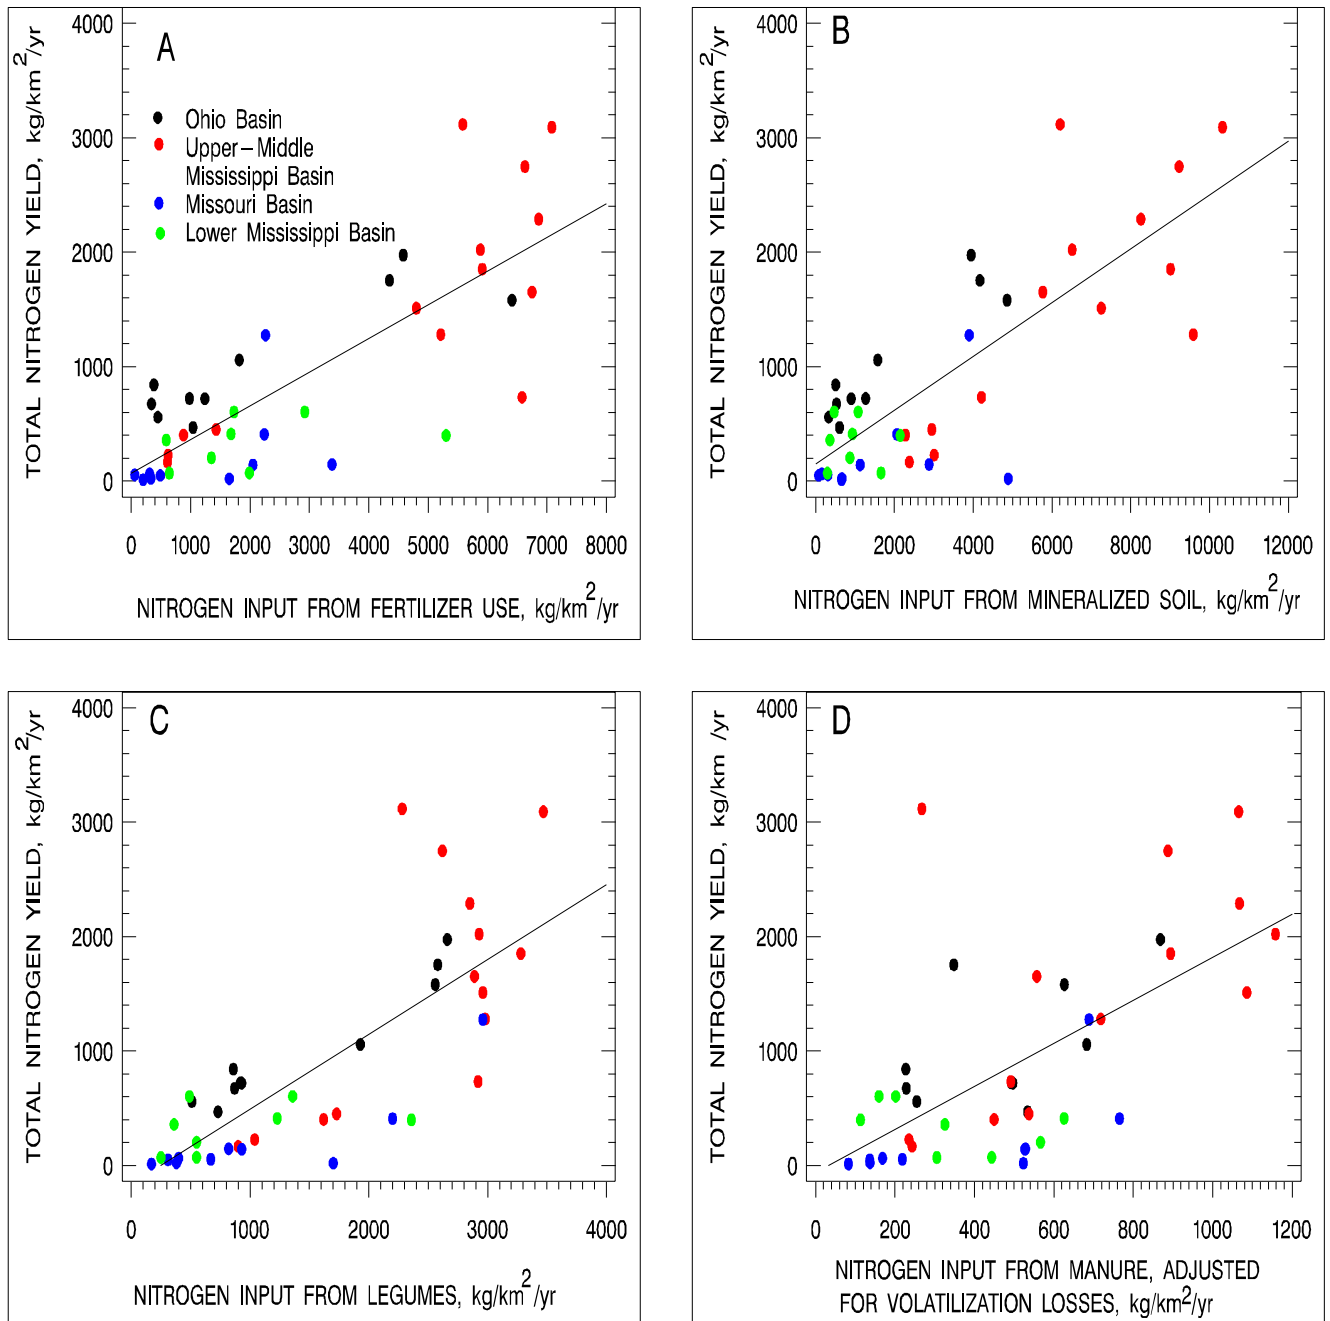 A
TOTAL NITROGEN YIELD, kg/km2/yr
4000
3000
2000
1000
0
Ohio Basin
Upper-Middle
Mississippi Basin
Missouri Basin
Lower Mississippi Basin
0 1000 2000 3000 4000 5000 6000 7000 8000
NITROGEN INPUT FROM FERTILIZER USE, kg/km2/yr
B
TOTAL NITROGEN YIELD, kg/km2/yr
4000
3000
2000
1000
0
0 2000 4000 6000 8000 10000 12000
NITROGEN INPUT FROM MINERALIZED SOIL, kg/km2/yr
C
TOTAL NITROGEN YIELD, kg/km2/yr
4000
3000
2000
1000
0
0 1000 2000 3000 4000
NITROGEN INPUT FROM LEGUMES, kg/km2/yr
D
TOTAL NITROGEN YIELD, kg/km /yr
4000
3000
2000
1000
0
0 200 400 600 800 1000 1200
NITROGEN INPUT FROM MANURE, ADJUSTED
FOR VOLATILIZATION LOSSES, kg/km2/yr